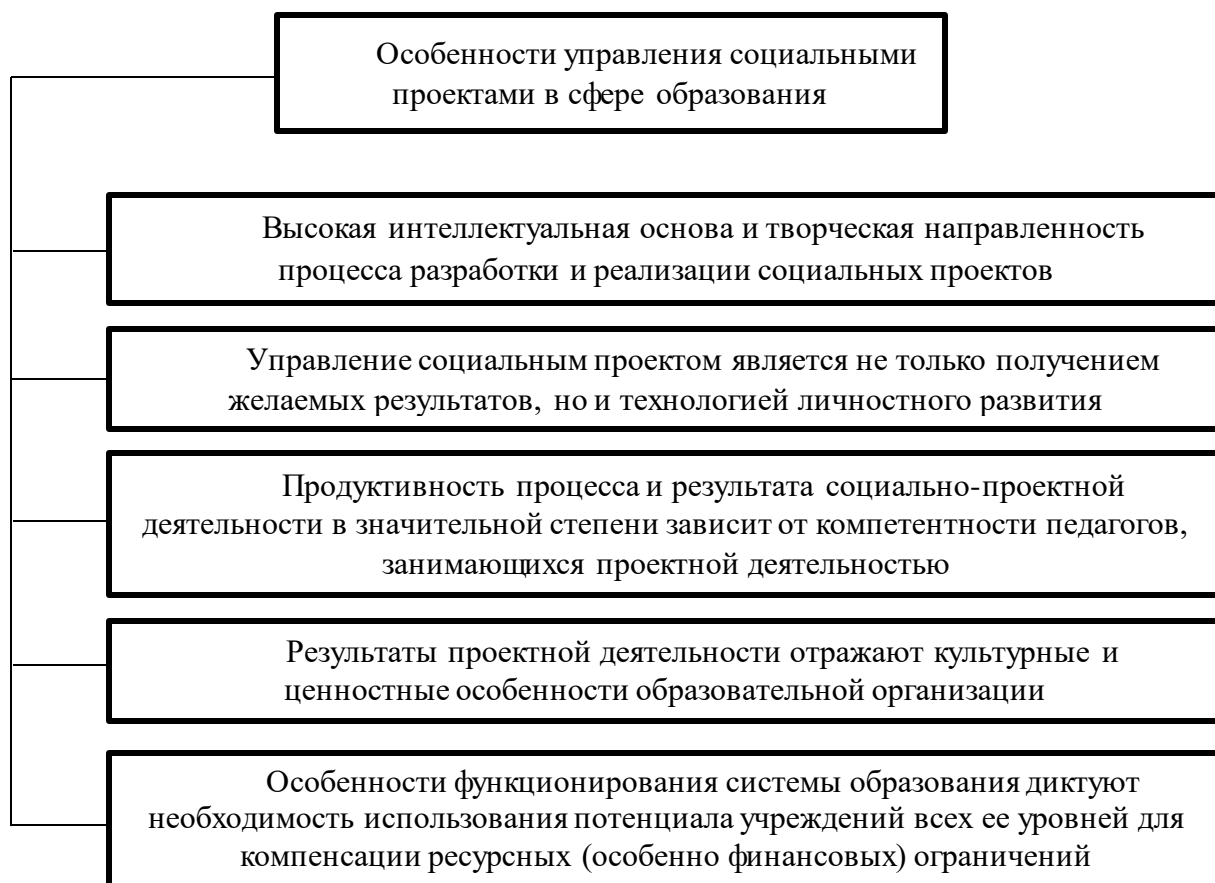 Особенности управления социальными
проектами в сфере образования
Высокая интеллектуальная основа и творческая направленность
процесса разработки и реализации социальных проектов
Управление социальным проектом является не только получением
желаемых результатов, но и технологией личностного развития
Продуктивность процесса и результата социально-проектной
деятельности в значительной степени зависит от компетентности педагогов,
занимающихся проектной деятельностью
Результаты проектной деятельности отражают культурные и
ценностные особенности образовательной организации
Особенности функционирования системы образования диктуют
необходимость использования потенциала учреждений всех ее уровней для
компенсации ресурсных (особенно финансовых) ограничений